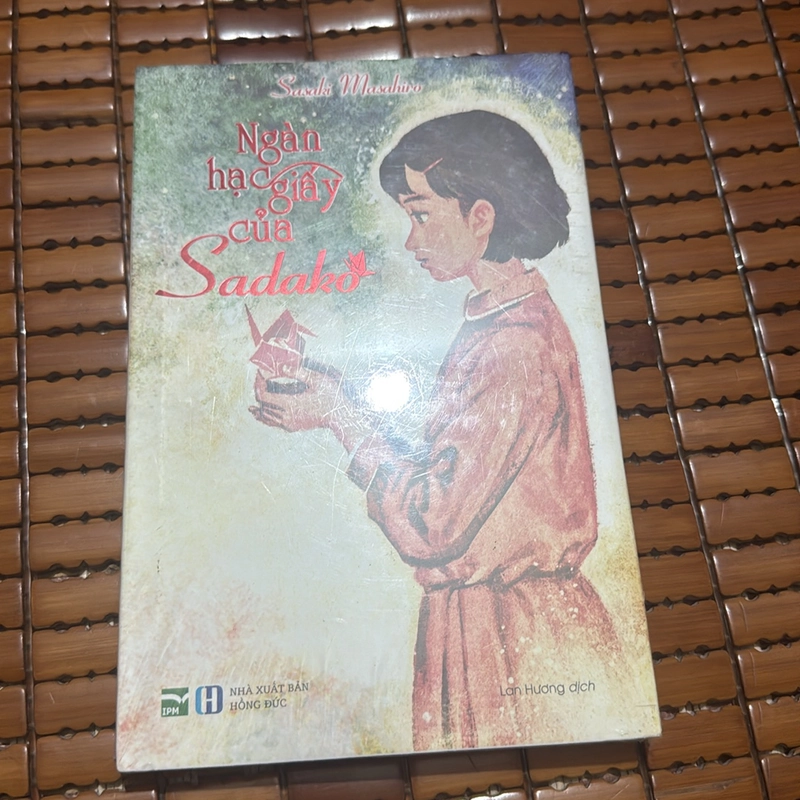 Sasaki Masahiro
Ngàn
hạc giấy
của
Sadako
IPM
NHÀ XUẤT BẢN
HỒNG ĐỨC
Lan Hương dịch